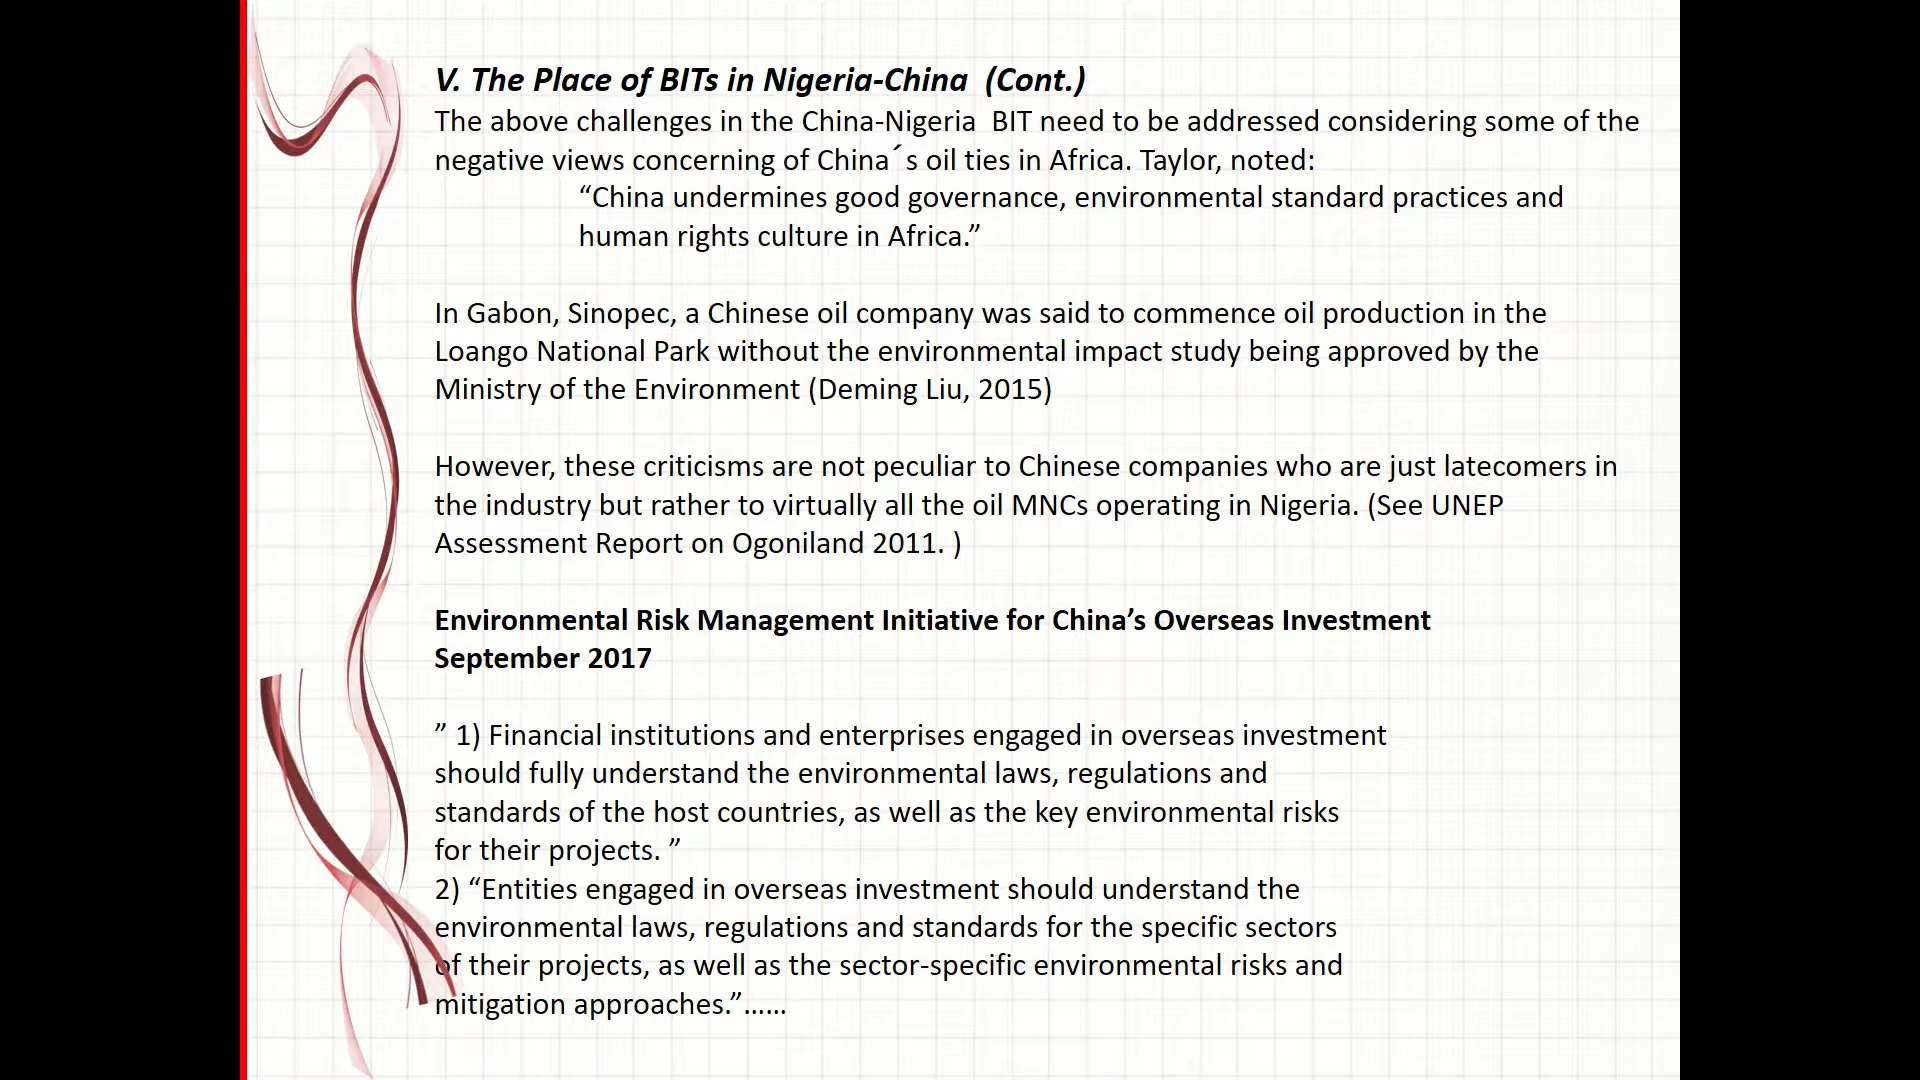 V. The Place of BITs in Nigeria-China  (Cont.)
The above challenges in the China-Nigeria  BIT need to be addressed considering some of the
negative views concerning of China´s oil ties in Africa. Taylor, noted:
“China undermines good governance, environmental standard practices and
human rights culture in Africa.”
In Gabon, Sinopec, a Chinese oil company was said to commence oil production in the
Loango National Park without the environmental impact study being approved by the
Ministry of the Environment (Deming Liu, 2015)
However, these criticisms are not peculiar to Chinese companies who are just latecomers in
the industry but rather to virtually all the oil MNCs operating in Nigeria. (See UNEP
Assessment Report on Ogoniland 2011. )
Environmental Risk Management Initiative for China’s Overseas Investment
September 2017
” 1) Financial institutions and enterprises engaged in overseas investment
should fully understand the environmental laws, regulations and
standards of the host countries, as well as the key environmental risks
for their projects. ”
2) “Entities engaged in overseas investment should understand the
environmental laws, regulations and standards for the specific sectors
of their projects, as well as the sector-specific environmental risks and
mitigation approaches.”……